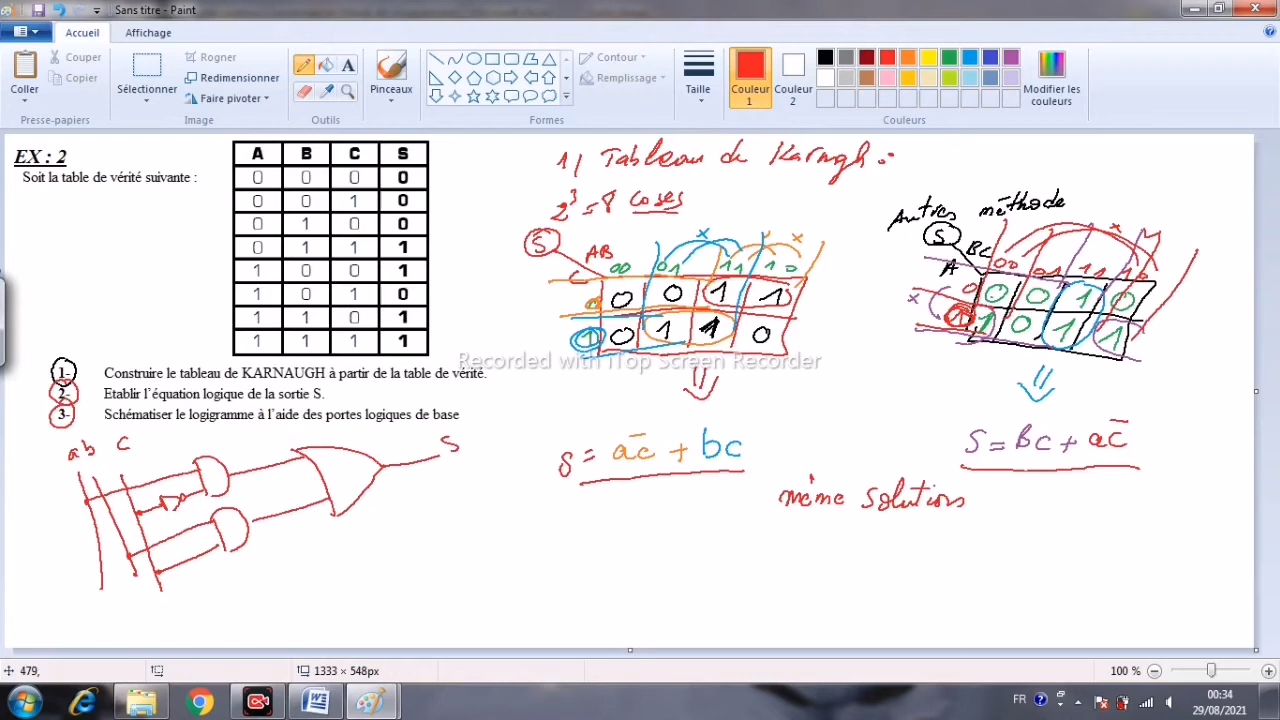 Sans titre - Paint
Accueil
Affichage
Couper
Copier
Coller
Presse-papiers
Sélectionner
Rogner
Redimensionner
Faire pivoter
Image
A
Outils
Pinceaux
Contour
Remplissage
Formes
Taille
Couleur
1
Couleur
2
Modifier les
couleurs
Couleurs
EX : 2
Soit la table de vérité suivante :
A B C S
0 0 0 0
0 0 1 0
0 1 0 0
0 1 1 1
1 0 0 1
1 0 1 0
1 1 0 1
1 1 1 1
1- Construire le tableau de KARNAUGH à partir de la table de vérité.
2- Etablir l'équation logique de la sortie S.
3- Schématiser le logigramme à l'aide des portes logiques de base
a b c
S
1) Tableau de Karnagh :
2³ = 8 coses
S AB
C 00 01 11 10
0 0 0 1 1
1 0 1 1 0
x x
⇓
s = ac̄ + bc
Autres méthode
S BC
A 00 01 11 10
0 0 0 1 0
1 1 0 1 1
x x
⇓
S = Bc + ac̄
même solutions
Recorded with iTop Screen Recorder
479,
1333 × 548px
100 %
FR
00:34
29/08/2021